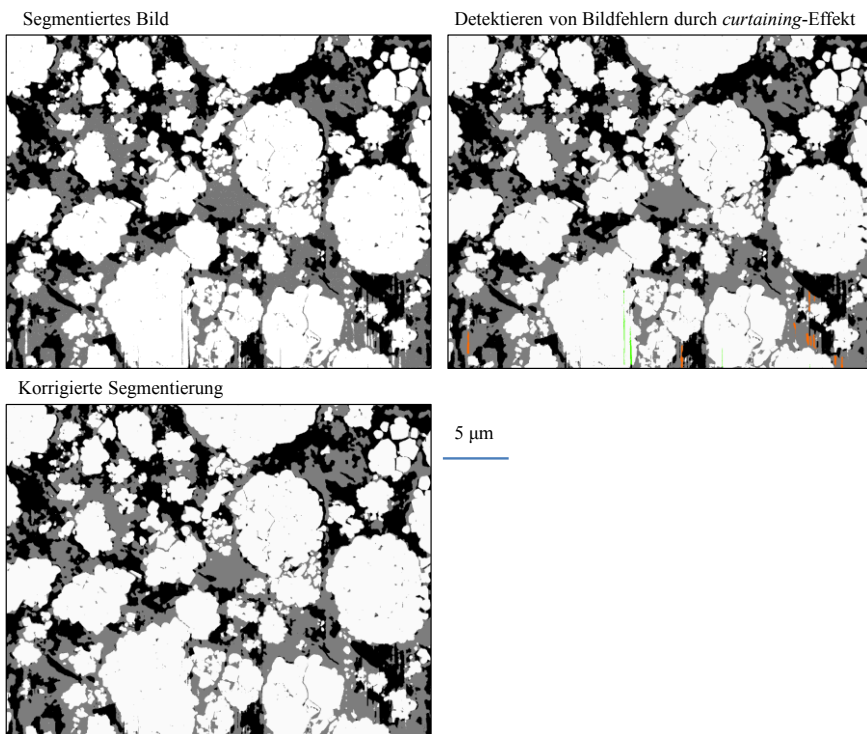 Segmentiertes Bild
Detektieren von Bildfehlern durch curtaining-Effekt
Korrigierte Segmentierung
5 µm